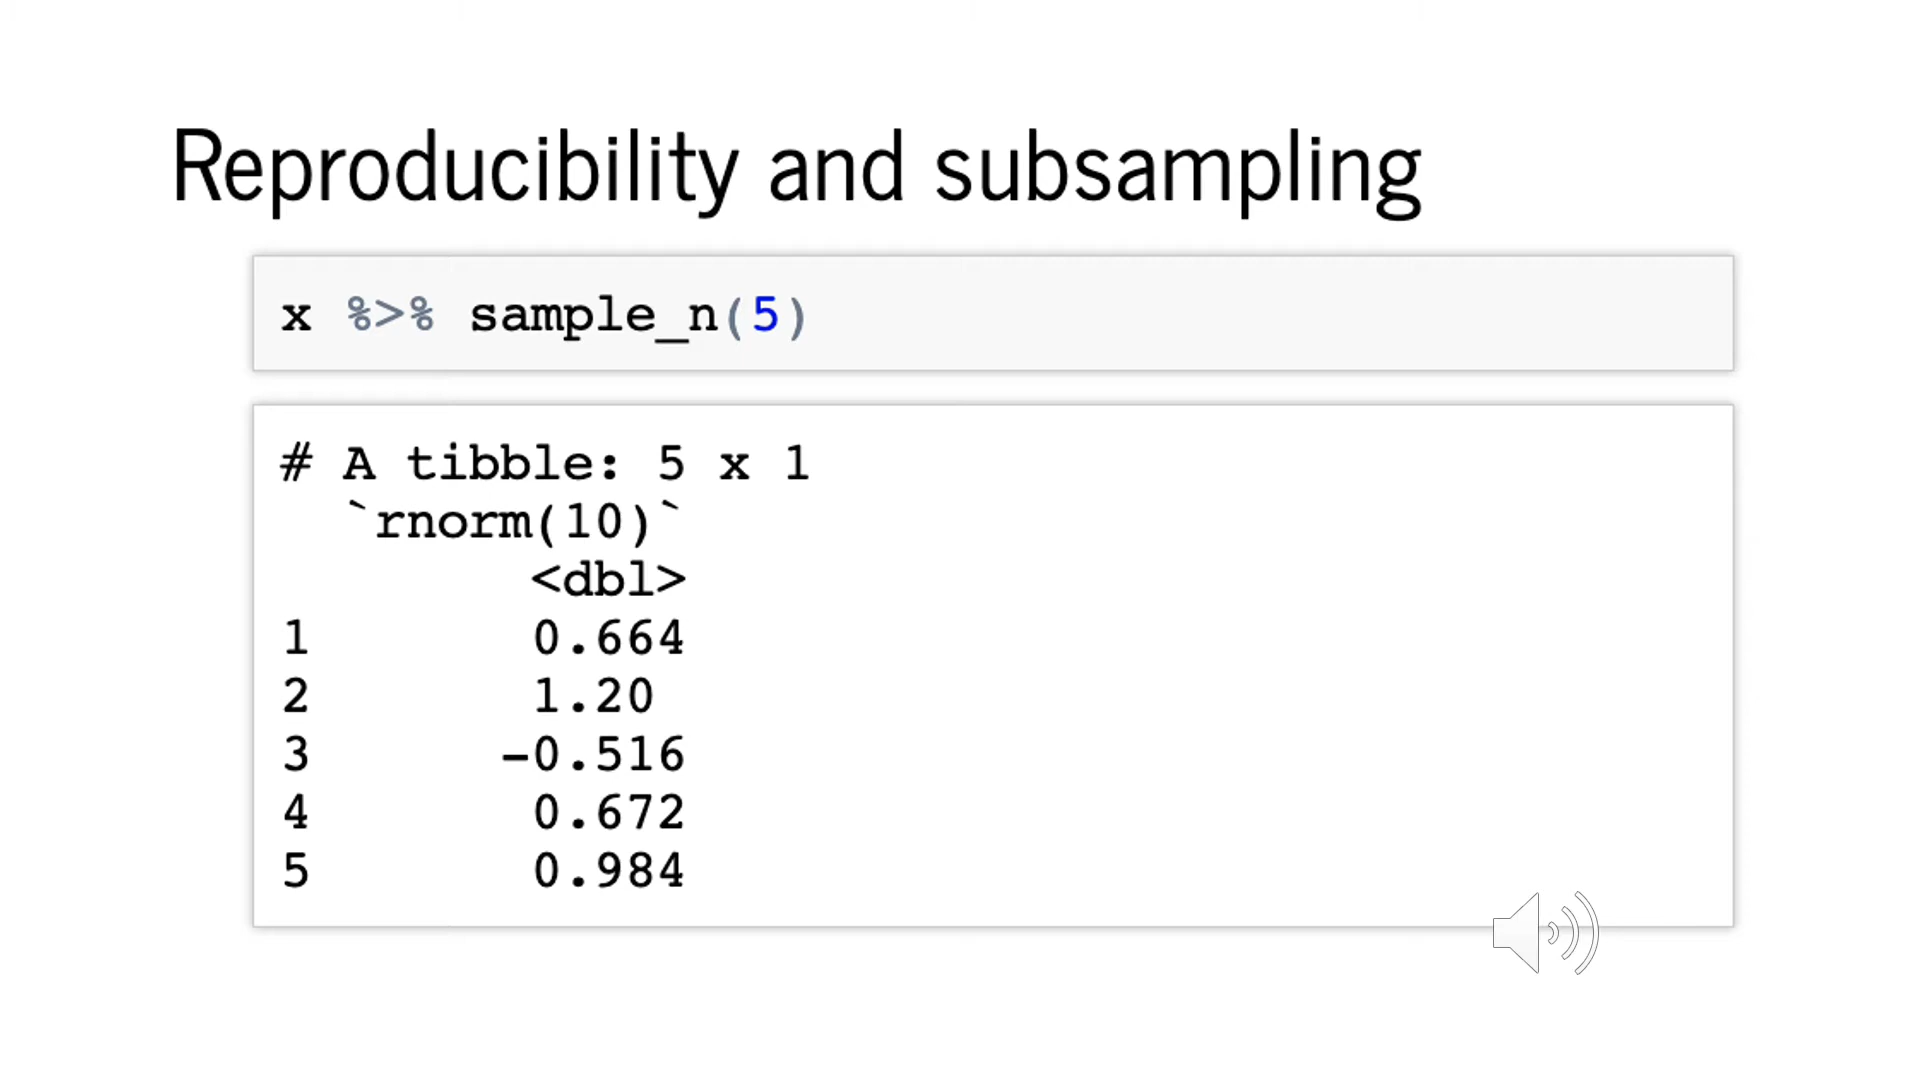 Reproducibility and subsampling
x %>% sample_n(5)
# A tibble: 5 x 1
`rnorm(10)`
<dbl>
1 0.664
2 1.20
3 -0.516
4 0.672
5 0.984